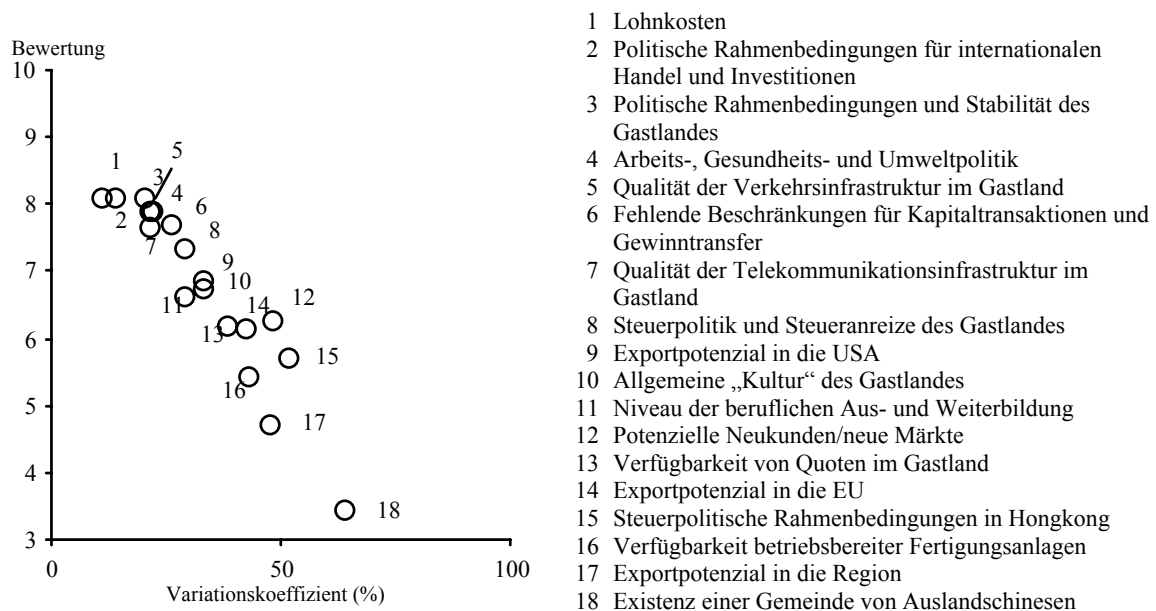 Bewertung
10
9
8
7
6
5
4
3
0
50
100
Variationskoeffizient (%)
1
2
3
4
5
6
7
8
9
10
11
12
13
14
15
16
17
18
1 Lohnkosten
2 Politische Rahmenbedingungen für internationalen
Handel und Investitionen
3 Politische Rahmenbedingungen und Stabilität des
Gastlandes
4 Arbeits-, Gesundheits- und Umweltpolitik
5 Qualität der Verkehrsinfrastruktur im Gastland
6 Fehlende Beschränkungen für Kapitaltransaktionen und
Gewinntransfer
7 Qualität der Telekommunikationsinfrastruktur im
Gastland
8 Steuerpolitik und Steueranreize des Gastlandes
9 Exportpotenzial in die USA
10 Allgemeine „Kultur“ des Gastlandes
11 Niveau der beruflichen Aus- und Weiterbildung
12 Potenzielle Neukunden/neue Märkte
13 Verfügbarkeit von Quoten im Gastland
14 Exportpotenzial in die EU
15 Steuerpolitische Rahmenbedingungen in Hongkong
16 Verfügbarkeit betriebsbereiter Fertigungsanlagen
17 Exportpotenzial in die Region
18 Existenz einer Gemeinde von Auslandschinesen